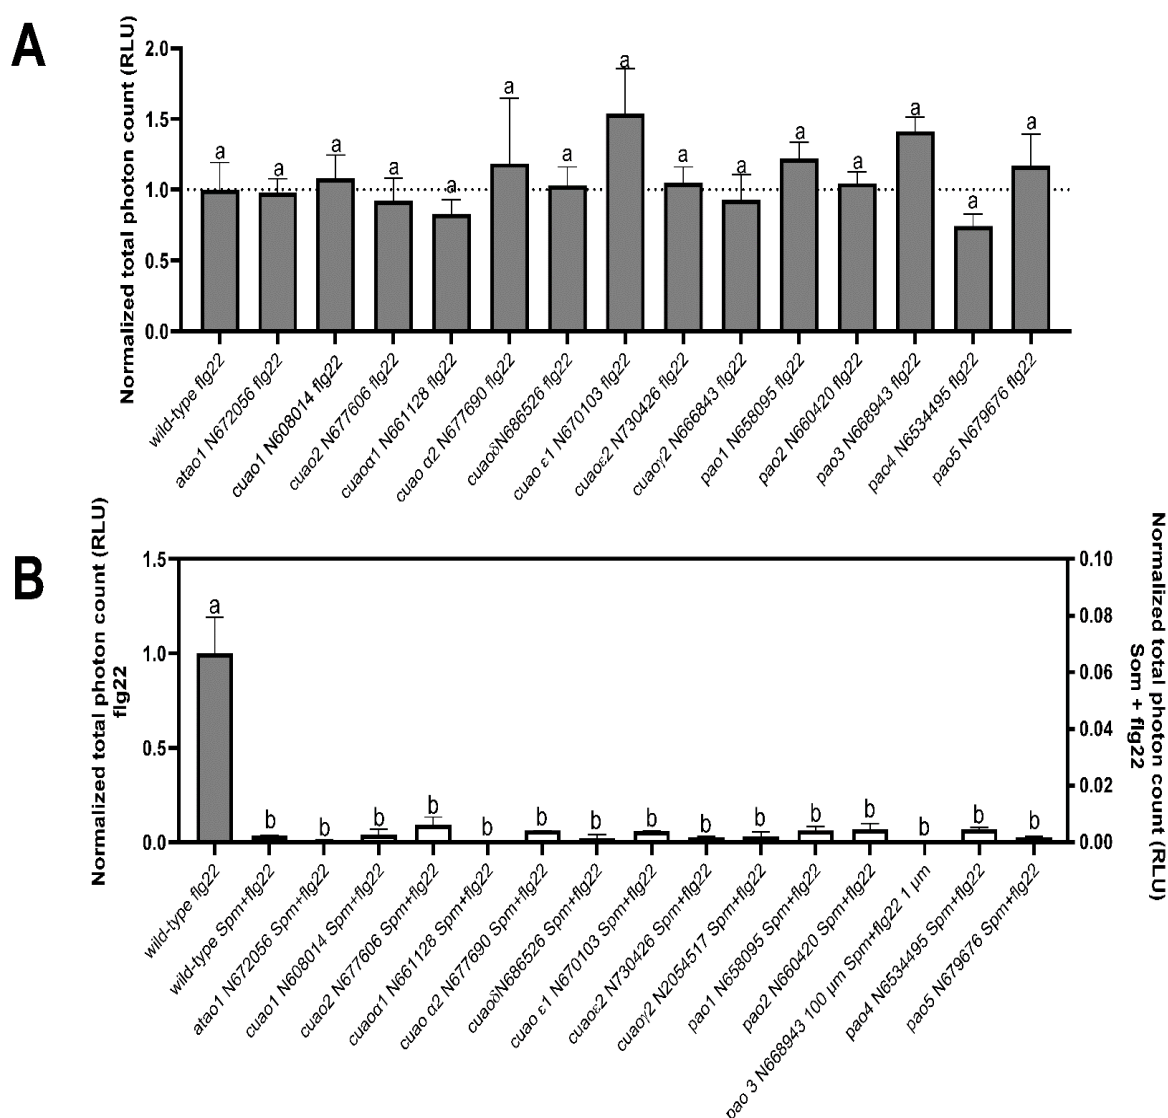 A
Normalized total photon count (RLU)
2.0
1.5
1.0
0.5
0.0
a a a a a a a a a a a a a a a
wild-type flg22
atao1 N672056 flg22
cuao1 N608014 flg22
cuao2 N677606 flg22
cuaoα1 N661128 flg22
cuao α2 N677690 flg22
cuaoδN686526 flg22
cuao ε1 N670103 flg22
cuaoε2 N730426 flg22
cuaoγ2 N666843 flg22
pao1 N658095 flg22
pao2 N660420 flg22
pao3 N668943 flg22
pao4 N6534495 flg22
pao5 N679676 flg22
B
Normalized total photon count (RLU)
flg22
1.5
1.0
0.5
0.0
a b b b b b b b b b b b b b b b
0.10
0.08
0.06
0.04
0.02
0.00
Normalized total photon count (RLU)
Som + flg22
wild-type flg22
wild-type Spm+flg22
atao1 N672056 Spm+flg22
cuao1 N608014 Spm+flg22
cuao2 N677606 Spm+flg22
cuaoα1 N661128 Spm+flg22
cuao α2 N677690 Spm+flg22
cuaoδN686526 Spm+flg22
cuao ε1 N670103 Spm+flg22
cuaoε2 N730426 Spm+flg22
cuaoγ2 N2054517 Spm+flg22
pao1 N658095 Spm+flg22
pao2 N660420 Spm+flg22
pao 3 N668943 100 µm Spm+flg22 1 µm
pao4 N6534495 Spm+flg22
pao5 N679676 Spm+flg22